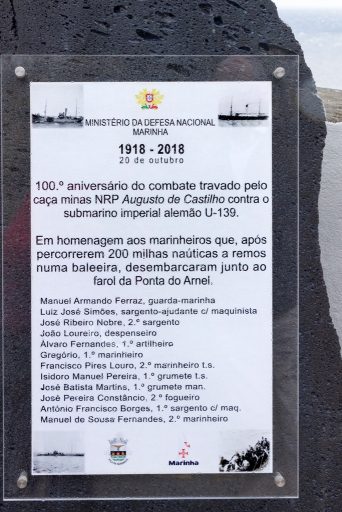 MINISTÉRIO DA DEFESA NACIONAL
MARINHA
1918 - 2018
20 de outubro
100.º aniversário do combate travado pelo
caça minas NRP Augusto de Castilho contra o
submarino imperial alemão U-139.
Em homenagem aos marinheiros que, após
percorrerem 200 milhas naúticas a remos
numa baleeira, desembarcaram junto ao
farol da Ponta do Arnel.
Manuel Armando Ferraz, guarda-marinha
Luiz José Simões, sargento-ajudante c/ maquinista
José Ribeiro Nobre, 2.º sargento
João Loureiro, despenseiro
Álvaro Fernandes, 1.º artilheiro
Gregório, 1.º marinheiro
Francisco Pires Louro, 2.º marinheiro t.s.
Isidoro Manuel Pereira, 1.º grumete t.s.
José Batista Martins, 1.º grumete man.
José Pereira Constâncio, 2 º fogueiro
António Francisco Borges, 1.º sargento c/ maq.
Manuel de Sousa Fernandes, 2.º marinheiro
Marinha